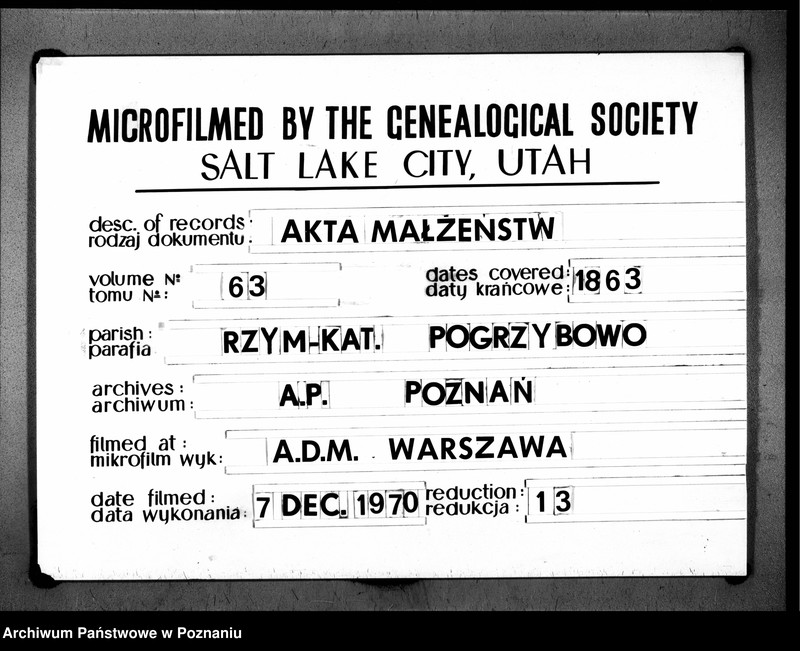 MICROFILMED BY THE GENEALOGICAL SOCIETY
SALT LAKE CITY, UTAH
desc. of records:
rodzaj dokumentu: AKTA MAŁŻEŃSTW
volume No
tomu No: 63
dates covered:
daty krańcowe: 1863
parish:
parafia RZYM-KAT. POGRZYBOWO
archives:
archiwum: A.P. POZNAŃ
filmed at:
mikrofilm wyk: A.D.M. WARSZAWA
date filmed:
data wykonania: 7 DEC. 1970
reduction:
redukcja: 13
Archiwum Państwowe w Poznaniu